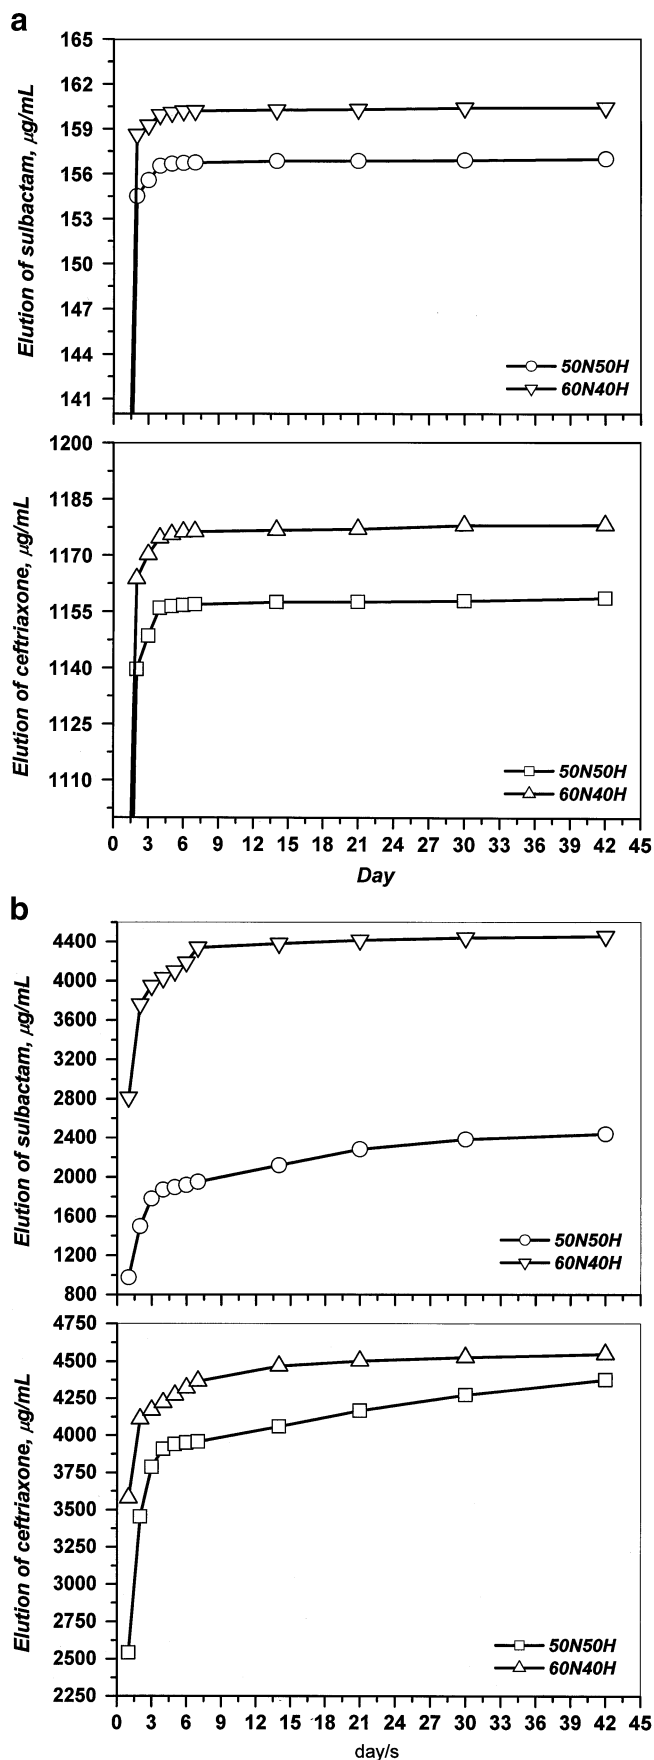 a
165
162
159
156
153
150
147
144
141
Elution of sulbactam, μg/mL
50N50H
60N40H
1200
1185
1170
1155
1140
1125
1110
Elution of ceftriaxone, μg/mL
50N50H
60N40H
0 3 6 9 12 15 18 21 24 27 30 33 36 39 42 45
Day
b
4400
4000
3600
3200
2800
2400
2000
1600
1200
800
Elution of sulbactam, μg/mL
50N50H
60N40H
4750
4500
4250
4000
3750
3500
3250
3000
2750
2500
2250
Elution of ceftriaxone, μg/mL
50N50H
60N40H
0 3 6 9 12 15 18 21 24 27 30 33 36 39 42 45
day/s